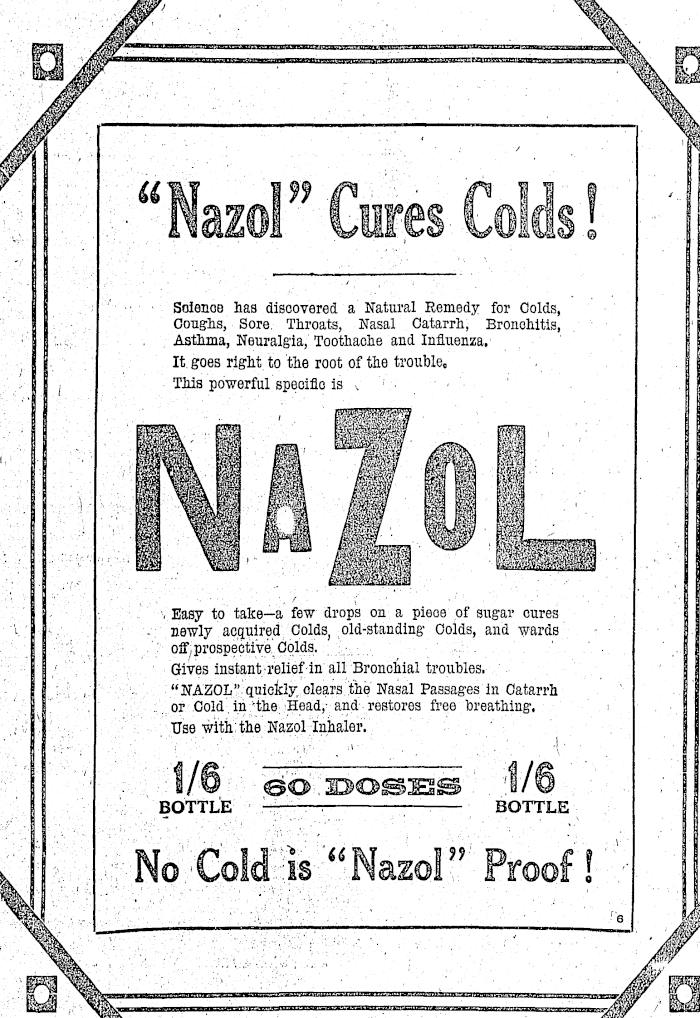 “Nazol” Cures Colds!
Science has discovered a Natural Remedy for Colds,
Coughs, Sore Throats, Nasal Catarrh, Bronchitis,
Asthma, Neuralgia, Toothache and Influenza.
It goes right to the root of the trouble.
This powerful specific is
NAZOL
Easy to take—a few drops on a piece of sugar cures
newly acquired Colds, old-standing Colds, and wards
off prospective Colds.
Gives instant relief in all Bronchial troubles.
“NAZOL” quickly clears the Nasal Passages in Catarrh
or Cold in the Head, and restores free breathing.
Use with the Nazol Inhaler.
1/6 60 DOSES 1/6
BOTTLE BOTTLE
No Cold is “Nazol” Proof!
6